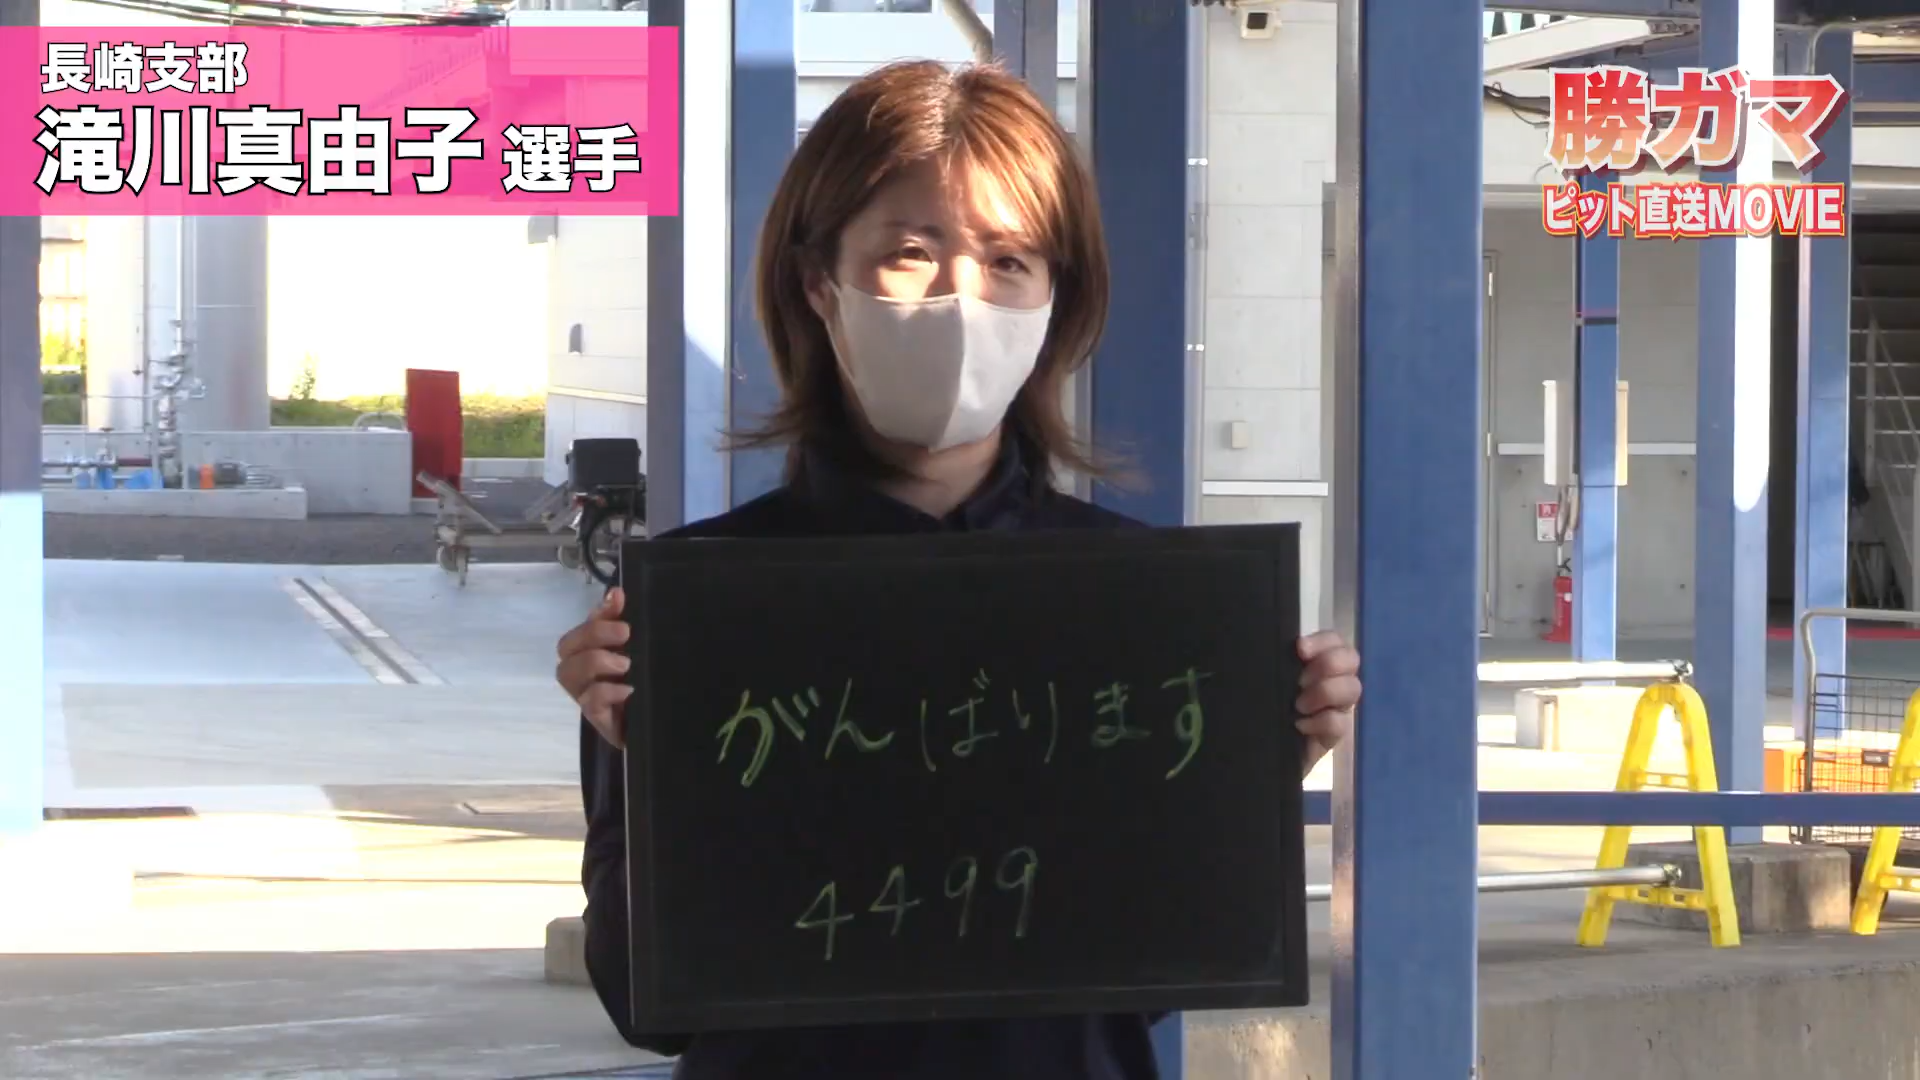 長崎支部
滝川真由子 選手
勝ガマ
ピット直送MOVIE
がんばります
4499